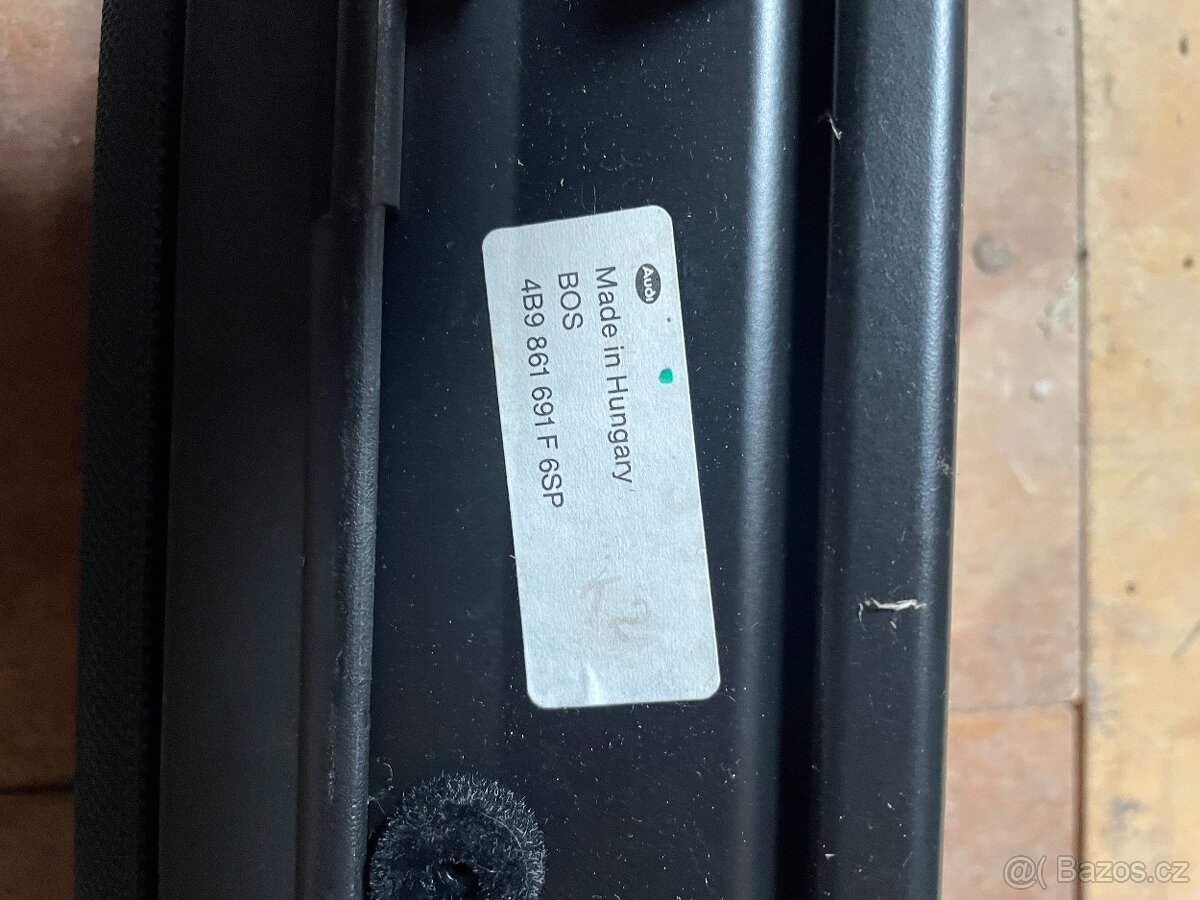 Audi
Made in Hungary
BOS
4B9 861 691 F 6SP
Bazos.cz